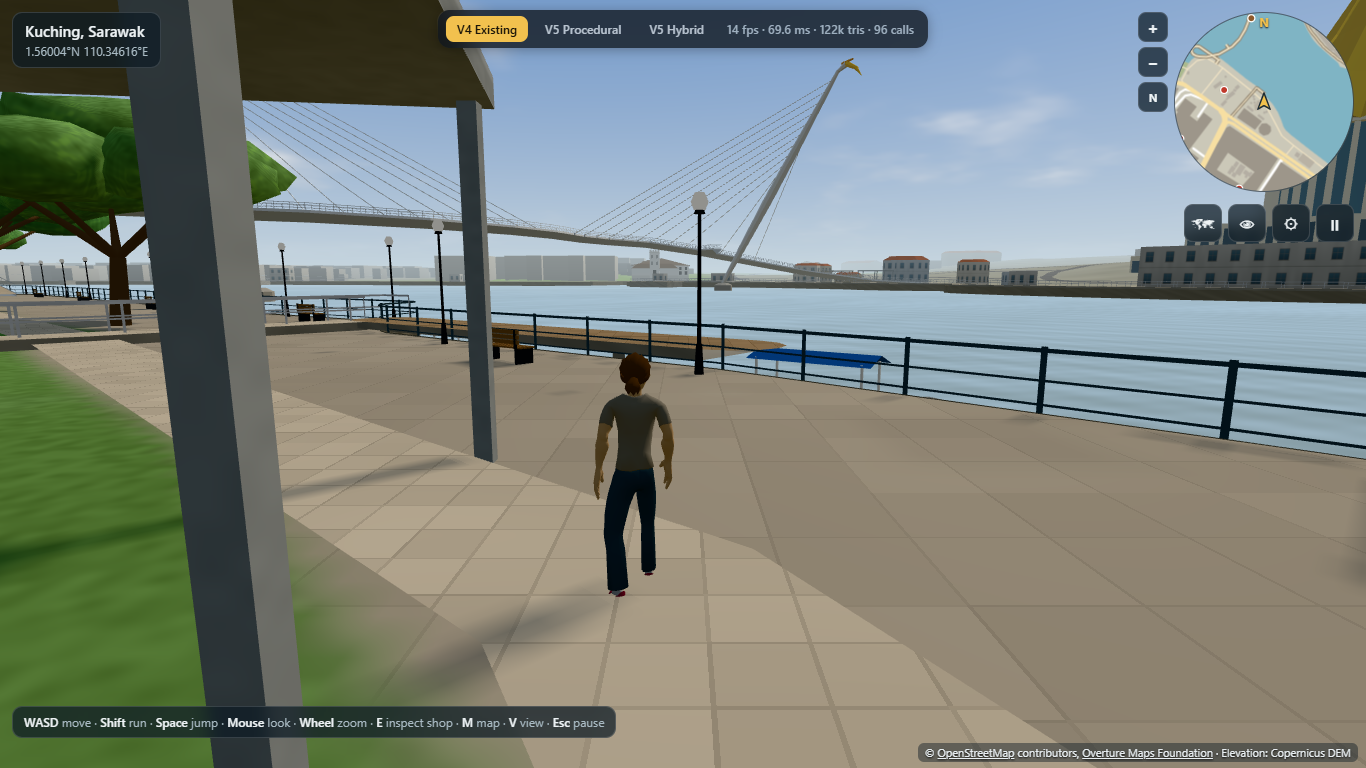 Kuching, Sarawak
1.56004°N 110.34616°E
V4 Existing V5 Procedural V5 Hybrid 14 fps · 69.6 ms · 122k tris · 96 calls
+
−
N
N
WASD move · Shift run · Space jump · Mouse look · Wheel zoom · E inspect shop · M map · V view · Esc pause
© OpenStreetMap contributors, Overture Maps Foundation · Elevation: Copernicus DEM